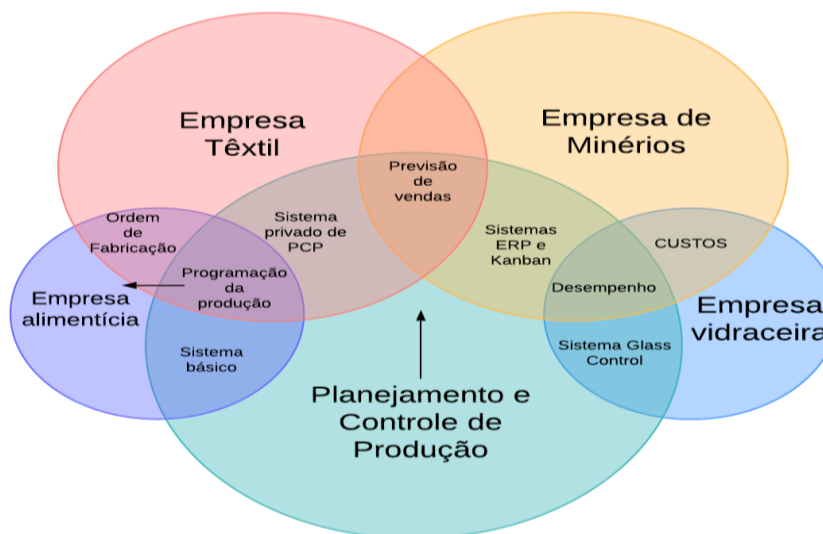 Empresa
Têxtil
Empresa de
Minérios
Previsão
de
vendas
Ordem
de
Fabricação
Sistema
privado de
PCP
Sistemas
ERP e
Kanban
CUSTOS
Programação
da
produção
Empresa
alimentícia
Desempenho
Empresa
vidraceira
Sistema
básico
Sistema Glass
Control
Planejamento e
Controle de
Produção